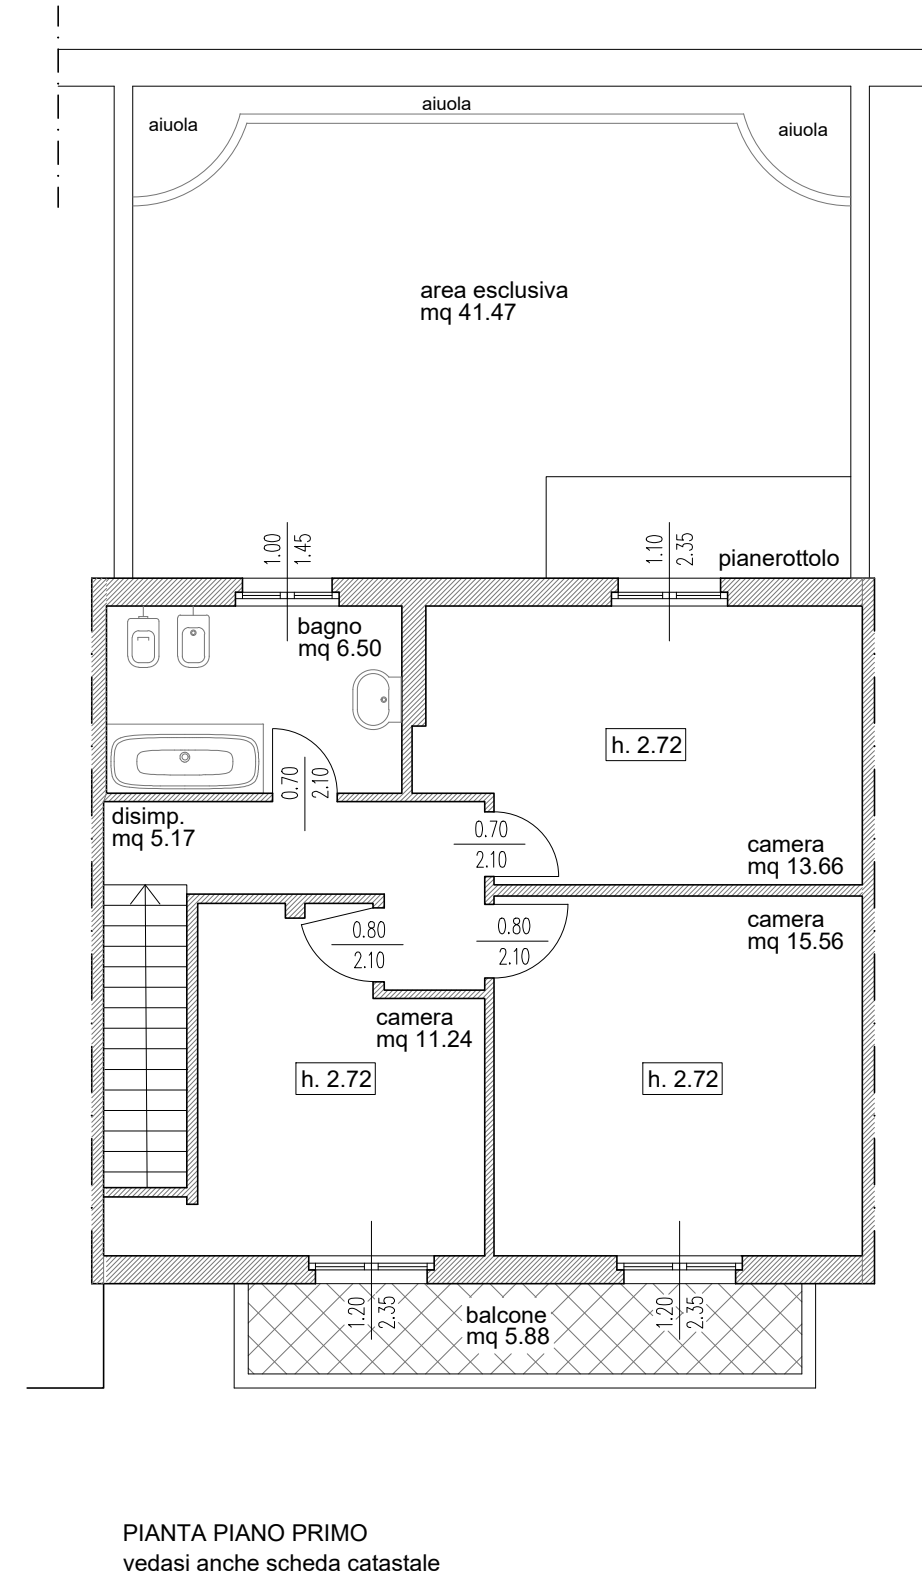 aiuola
aiuola
aiuola
area esclusiva
mq 41.47
1.00
1.45
1.10
2.35
pianerottolo
bagno
mq 6.50
h. 2.72
0.70
2.10
disimp.
mq 5.17
0.70
2.10
camera
mq 13.66
camera
mq 15.56
0.80
2.10
0.80
2.10
camera
mq 11.24
h. 2.72
h. 2.72
1.20
2.35
balcone
mq 5.88
1.20
2.35
PIANTA PIANO PRIMO
vedasi anche scheda catastale